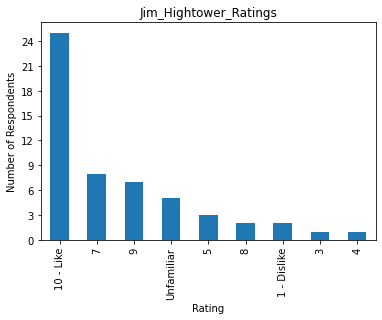 Jim_Hightower_Ratings
Number of Respondents
24
21
18
15
12
9
6
3
0
10 - Like
7
9
Unfamiliar
5
8
1 - Dislike
3
4
Rating